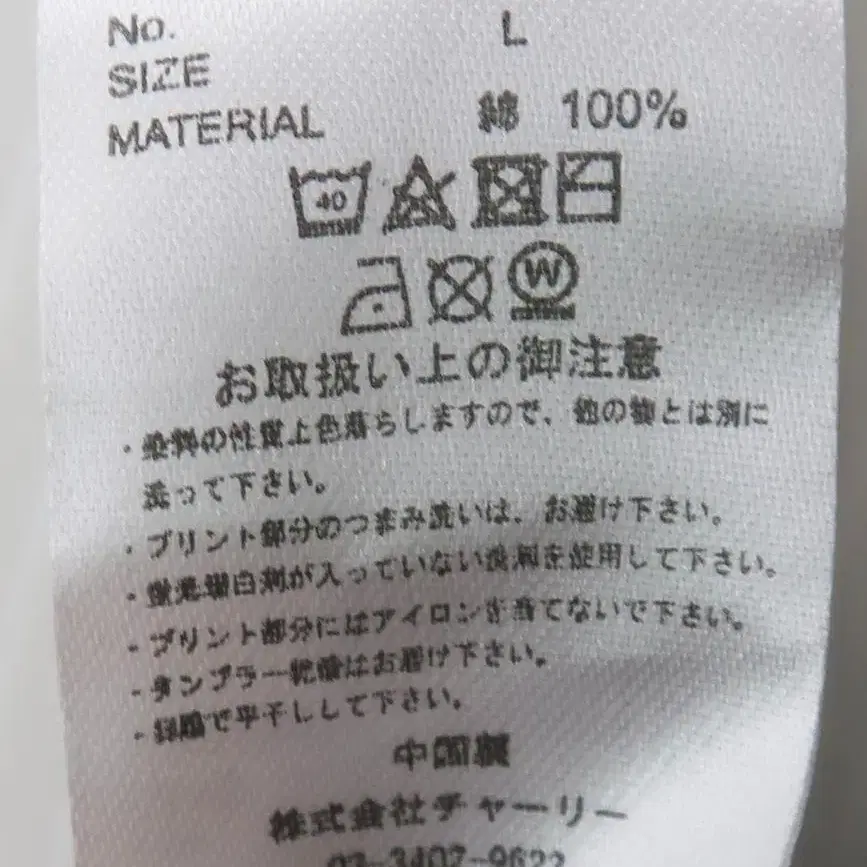 No. L
SIZE
MATERIAL 綿 100%
40
W
お取扱い上の御注意
・染料の性質上色落ちしますので、他の物とは別に
洗って下さい。
・プリント部分のつまみ洗いは、お避け下さい。
・蛍光増白剤が入っていない洗剤を使用して下さい。
・プリント部分にはアイロンを当てないで下さい。
・タンブラー乾燥はお避け下さい。
・日陰で平干しして下さい。
中国製
株式会社チャーリー
03-3407-9622